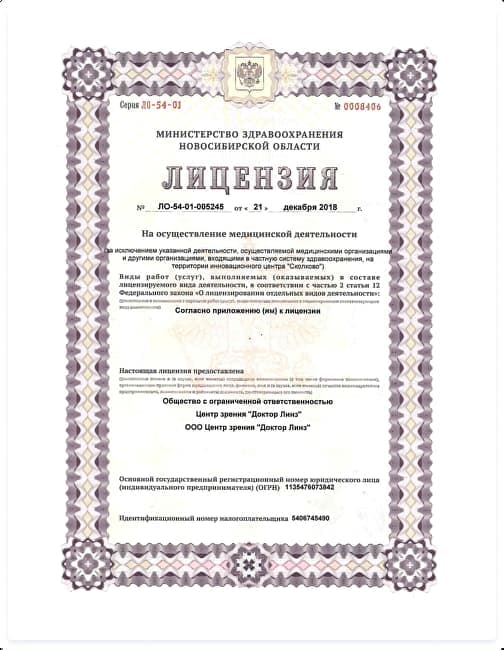 Серия ЛО-54-01
№ 0008406
МИНИСТЕРСТВО ЗДРАВООХРАНЕНИЯ
НОВОСИБИРСКОЙ ОБЛАСТИ
ЛИЦЕНЗИЯ
№ ЛО-54-01-005245 от « 21 » декабря 2018 г.
На осуществление медицинской деятельности
(за исключением указанной деятельности, осуществляемой медицинскими организациями
и другими организациями, входящими в частную систему здравоохранения, на
территории инновационного центра "Сколково")
Виды работ (услуг), выполняемых (оказываемых) в составе
лицензируемого вида деятельности, в соответствии с частью 2 статьи 12
Федерального закона «О лицензировании отдельных видов деятельности»:
Согласно приложению (ям) к лицензии
Настоящая лицензия предоставлена
Общество с ограниченной ответственностью
Центр зрения "Доктор Линз"
ООО Центр зрения "Доктор Линз"
Основной государственный регистрационный номер юридического лица
(индивидуального предпринимателя) (ОГРН) 1135476073842
Идентификационный номер налогоплательщика 5406745490